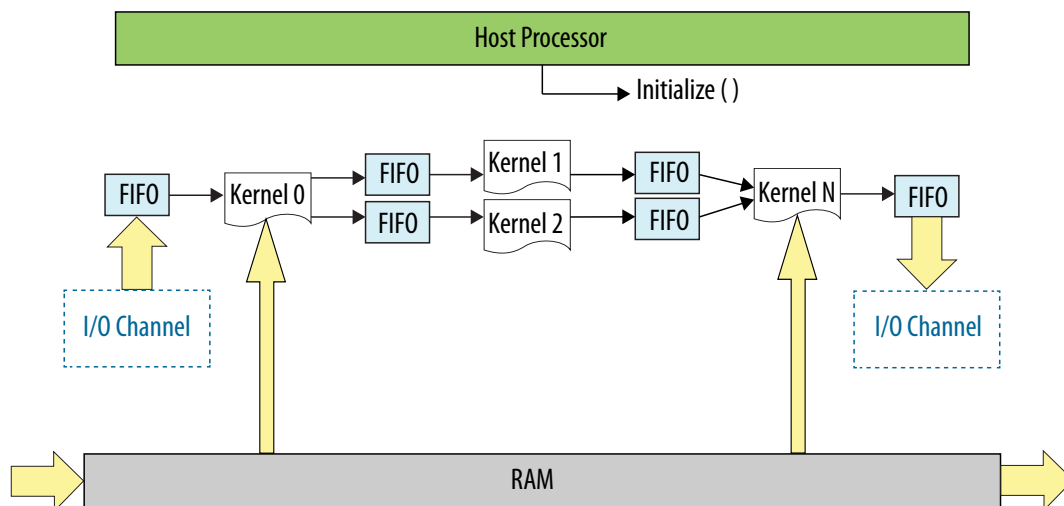 Host Processor
Initialize ( )
FIFO
Kernel 0
FIFO
Kernel 1
FIFO
Kernel N
FIFO
FIFO
Kernel 2
FIFO
I/O Channel
I/O Channel
RAM